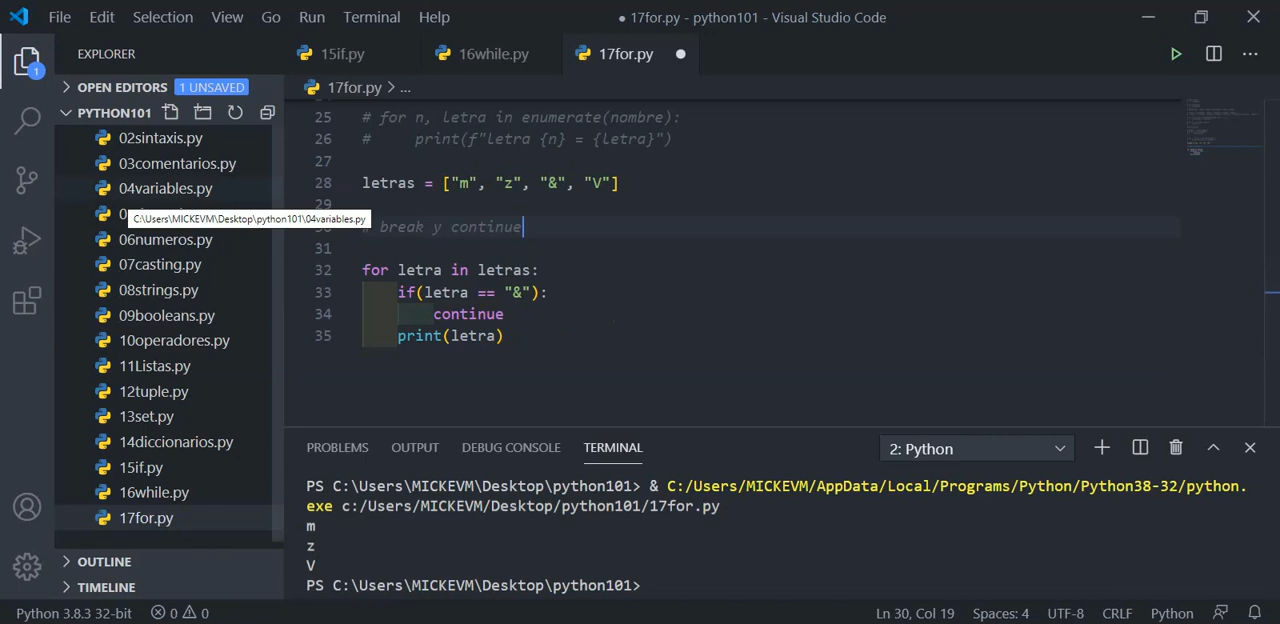 File Edit Selection View Go Run Terminal Help
● 17for.py - python101 - Visual Studio Code
EXPLORER
15if.py 16while.py 17for.py
OPEN EDITORS 1 UNSAVED
17for.py > ...
PYTHON101
1
02sintaxis.py
03comentarios.py
04variables.py
0
C:\Users\MICKEVM\Desktop\python101\04variables.py
06numeros.py
07casting.py
08strings.py
09booleans.py
10operadores.py
11Listas.py
12tuple.py
13set.py
14diccionarios.py
15if.py
16while.py
17for.py
OUTLINE
TIMELINE
25 # for n, letra in enumerate(nombre):
26 #     print(f"letra {n} = {letra}")
27
28 letras = ["m", "z", "&", "V"]
29
break y continue
31
32 for letra in letras:
33     if(letra == "&"):
34         continue
35     print(letra)
PROBLEMS OUTPUT DEBUG CONSOLE TERMINAL 2: Python
PS C:\Users\MICKEVM\Desktop\python101> & C:/Users/MICKEVM/AppData/Local/Programs/Python/Python38-32/python.
exe c:/Users/MICKEVM/Desktop/python101/17for.py
m
z
V
PS C:\Users\MICKEVM\Desktop\python101>
Python 3.8.3 32-bit 0 0 Ln 30, Col 19 Spaces: 4 UTF-8 CRLF Python